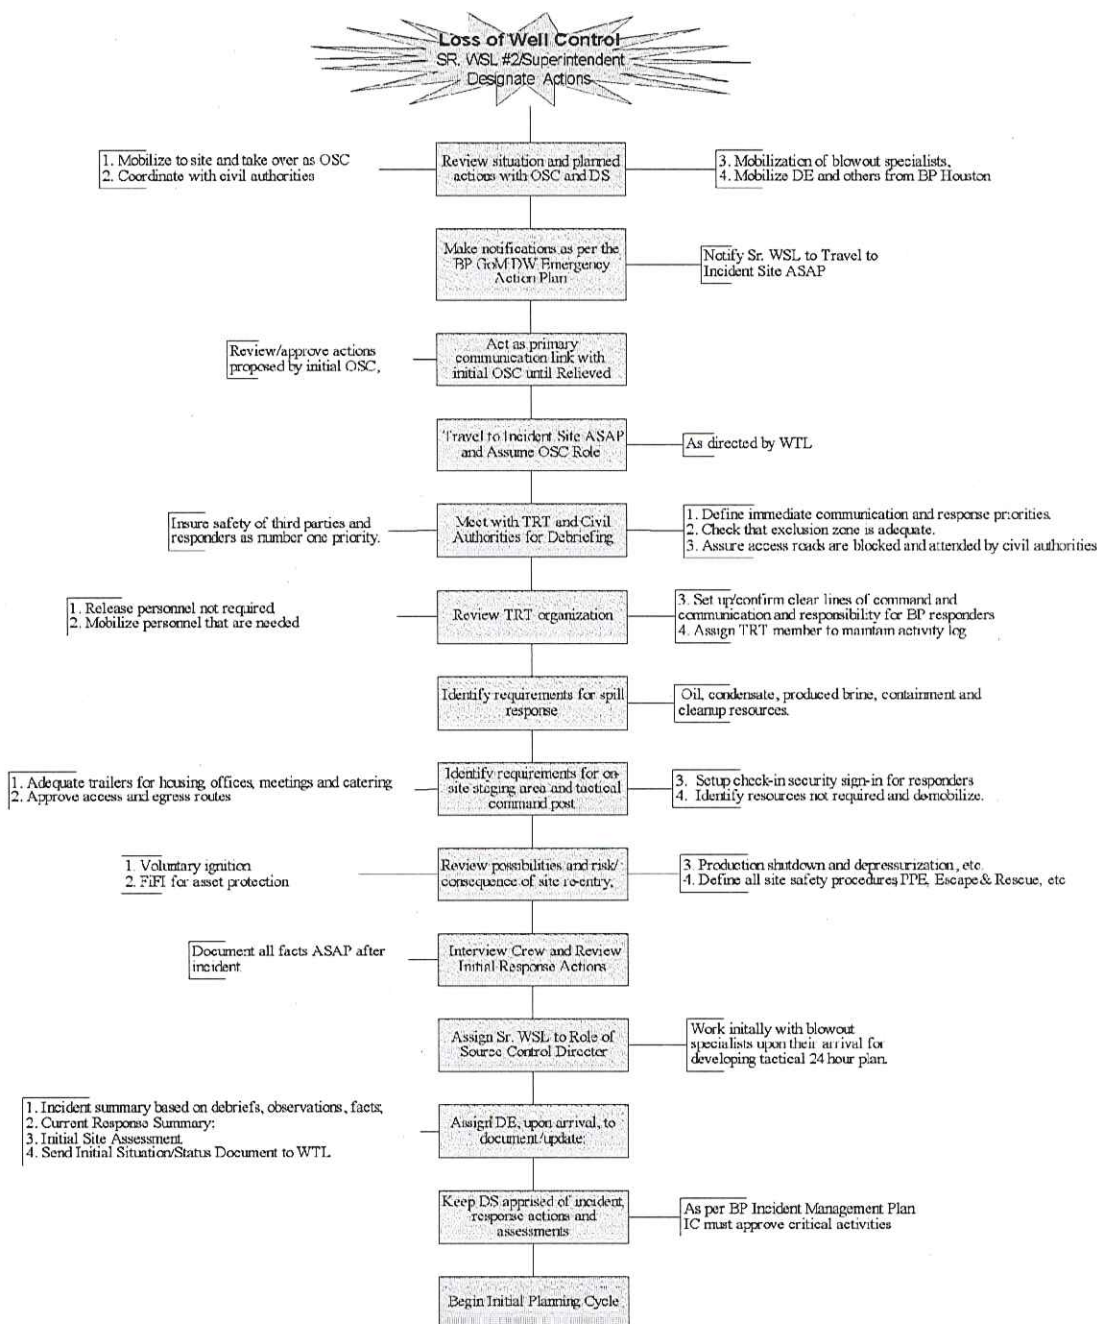 Loss of Well Control
SR. WSL #2/Superintendent
Designate Actions
1. Mobilize to site and take over as OSC
2. Coordinate with civil authorities
Review situation and planned
actions with OSC and DS
3. Mobilization of blowout specialists,
4. Mobilize DE and others from BP Houston
Make notifications as per the
BP GoM DW Emergency
Action Plan
Notify Sr. WSL to Travel to
Incident Site ASAP
Review/approve actions
proposed by initial OSC,
Act as primary
communication link with
initial OSC until Relieved
Travel to Incident Site ASAP
and Assume OSC Role
As directed by WTL
Insure safety of third parties and
responders as number one priority.
Meet with TRT and Civil
Authorities for Debriefing
1. Define immediate communication and response priorities.
2. Check that exclusion zone is adequate.
3. Assure access roads are blocked and attended by civil authorities
1. Release personnel not required
2. Mobilize personnel that are needed
Review TRT organization
3. Set up/confirm clear lines of command and
communication and responsibility for BP responders
4. Assign TRT member to maintain activity log
Identify requirements for spill
response
Oil, condensate, produced brine, containment and
cleanup resources.
1. Adequate trailers for housing, offices, meetings and catering
2. Approve access and egress routes
Identify requirements for on-
site staging area and tactical
command post
3. Setup check-in security sign-in for responders
4. Identify resources not required and demobilize.
1. Voluntary ignition
2. FiFI for asset protection
Review possibilities and risk/
consequence of site re-entry,
3. Production shutdown and depressurization, etc.
4. Define all site safety procedures, PPE, Escape & Rescue, etc
Document all facts ASAP after
incident.
Interview Crew and Review
Initial Response Actions
Assign Sr. WSL to Role of
Source Control Director
Work initally with blowout
specialists upon their arrival for
developing tactical 24 hour plan.
1. Incident summary based on debriefs, observations, facts,
2. Current Response Summary:
3. Initial Site Assessment
4. Send Initial Situation/Status Document to WTL
Assign DE, upon arrival, to
document/update:
Keep DS apprised of incident,
response actions and
assessments
As per BP Incident Management Plan
IC must approve critical activities
Begin Initial Planning Cycle